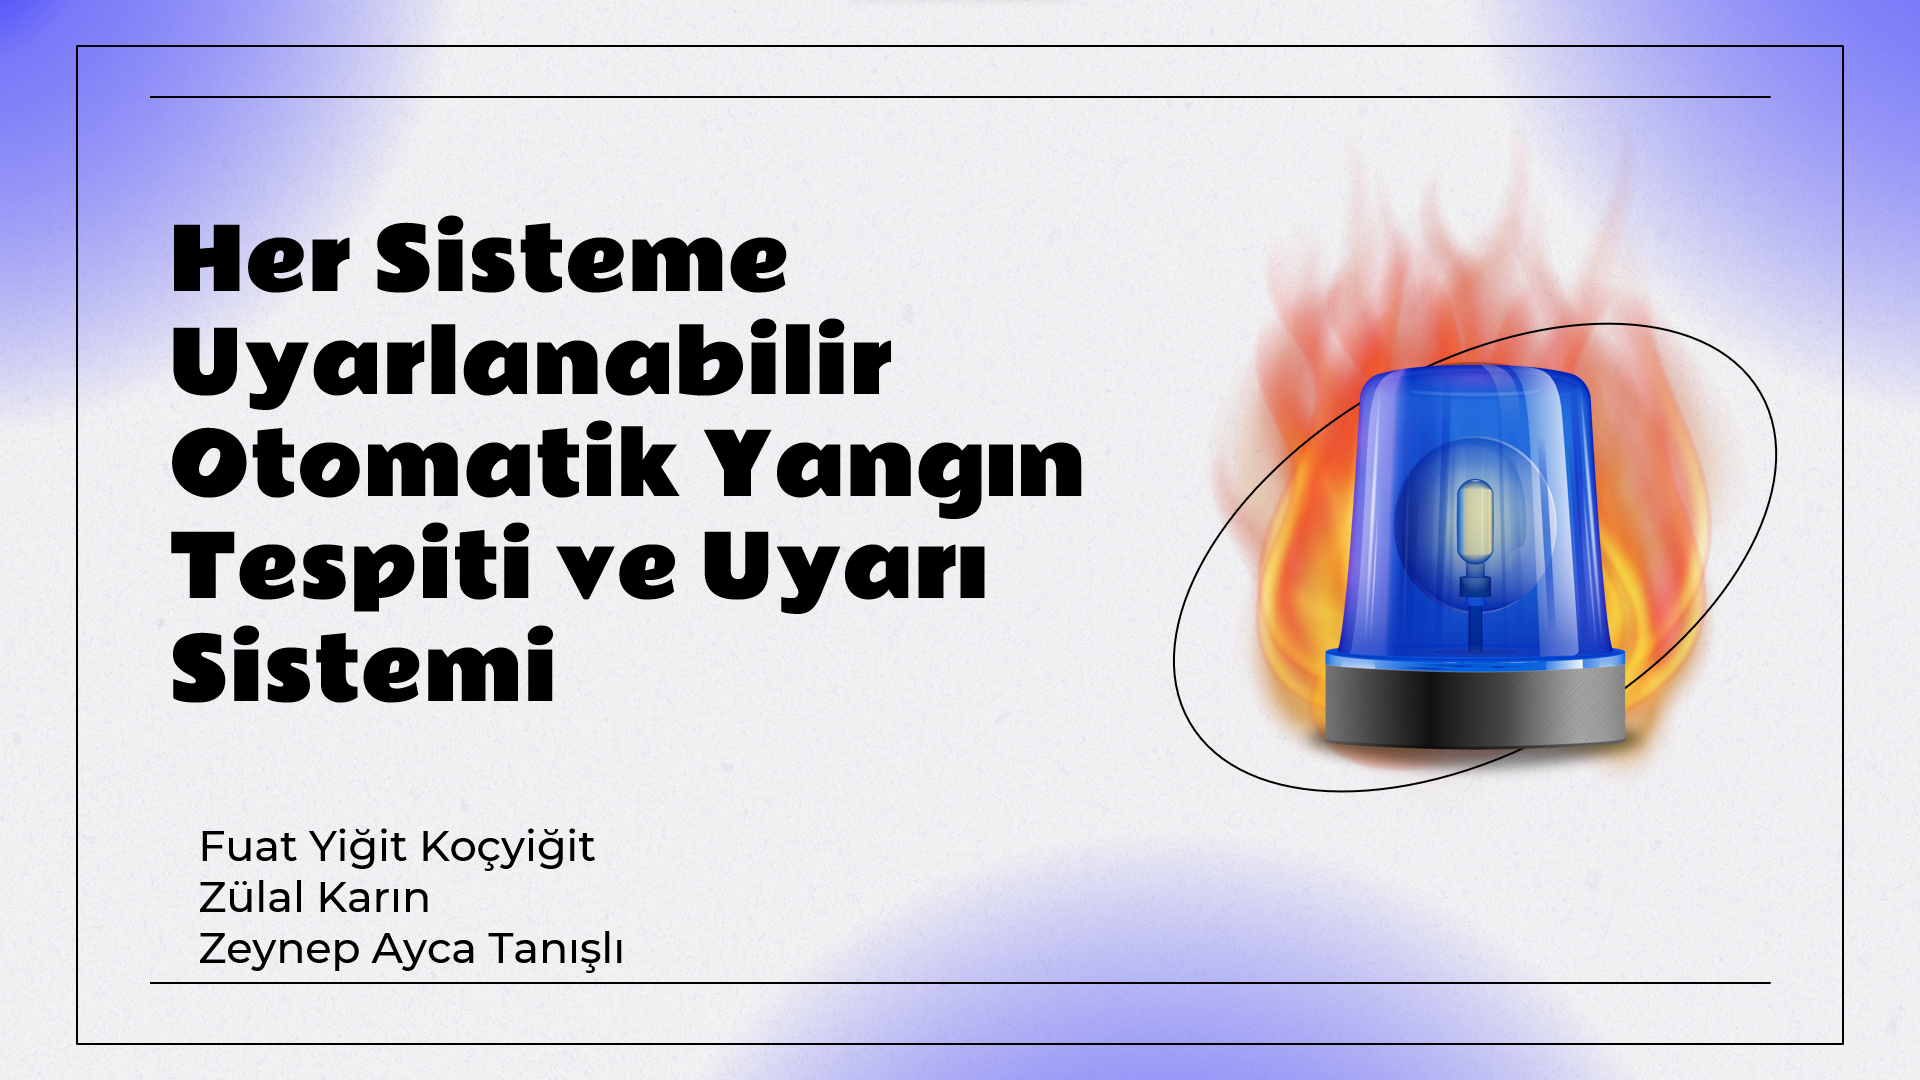 Her Sisteme
Uyarlanabilir
Otomatik Yangın
Tespiti ve Uyarı
Sistemi
Fuat Yiğit Koçyiğit
Zülal Karın
Zeynep Ayca Tanışlı